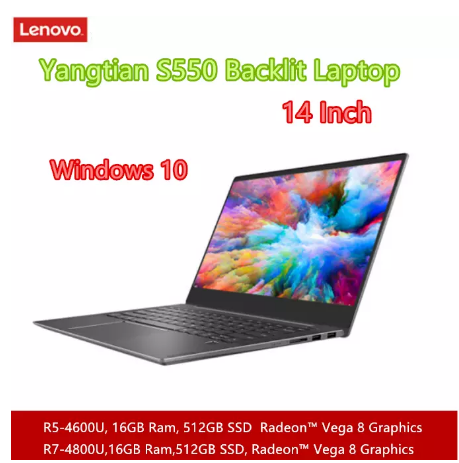 Lenovo.
Yangtian S550 Backlit Laptop
14 Inch
Windows 10
R5-4600U, 16GB Ram, 512GB SSD Radeon™ Vega 8 Graphics
R7-4800U,16GB Ram,512GB SSD, Radeon™ Vega 8 Graphics